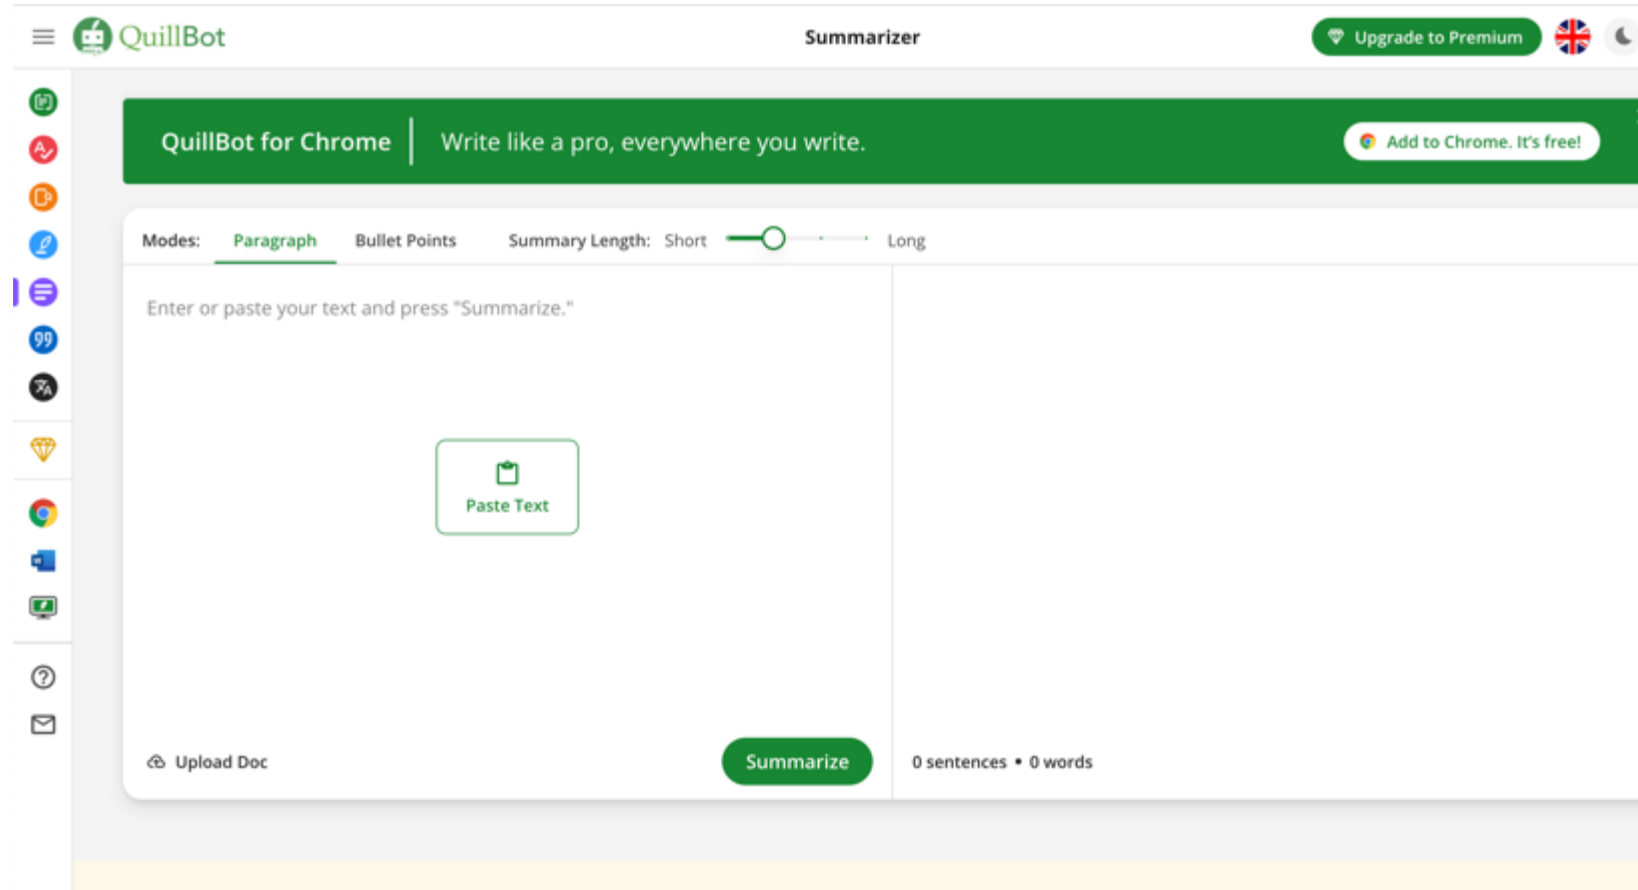 QuillBot
Summarizer
Upgrade to Premium
QuillBot for Chrome
Write like a pro, everywhere you write.
Add to Chrome. It's free!
Modes: Paragraph Bullet Points Summary Length: Short Long
Enter or paste your text and press "Summarize."
99
Paste Text
Upload Doc
Summarize
0 sentences • 0 words